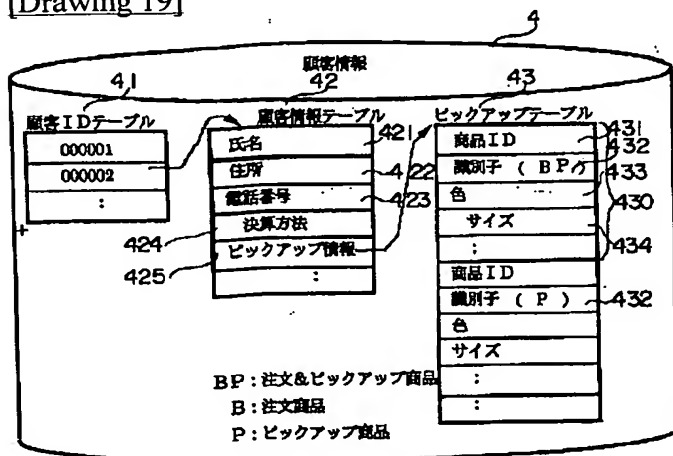 [Drawing 19]
4
顧客情報
41
顧客IDテーブル
000001
000002
:
42
顧客情報テーブル
氏名
421
住所
422
電話番号
423
決算方法
424
ピックアップ情報
425
:
43
ピックアップテーブル
商品ID
431
識別子 ( BP )
432
色
433
サイズ
434
:
430
商品ID
識別子 ( P )
432
色
サイズ
:
:
BP:注文&ピックアップ商品
B:注文商品
P:ピックアップ商品